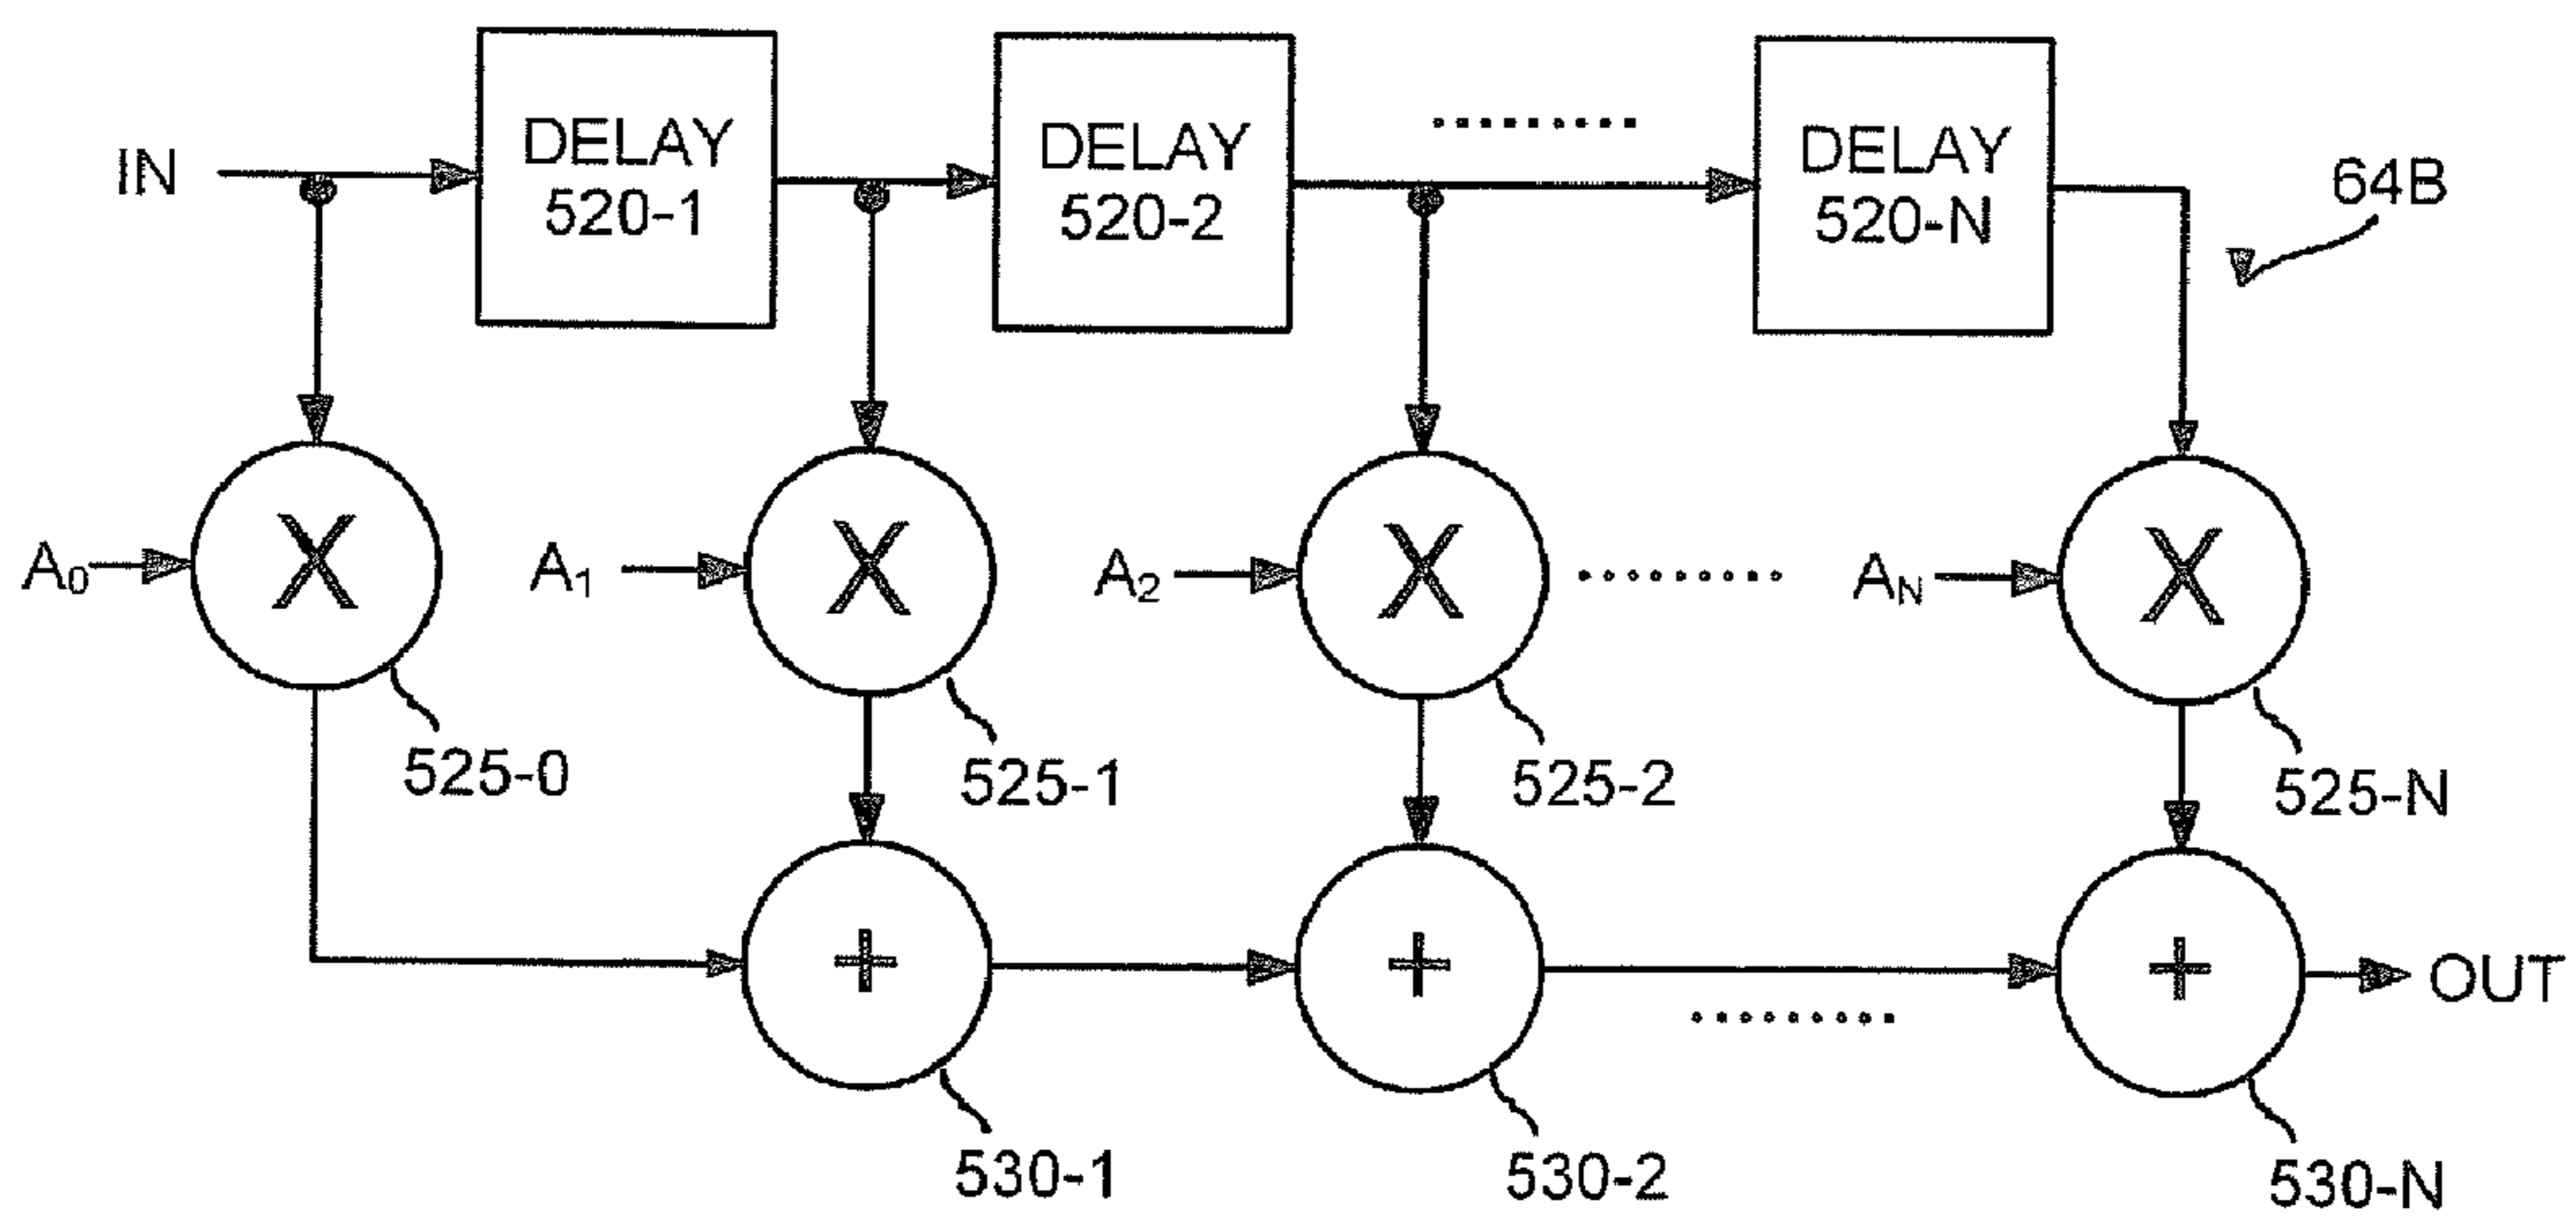 IN
DELAY
520-1
DELAY
520-2
DELAY
520-N
64B
A₀
X
A₁
X
A₂
X
A_N
X
525-0
525-1
525-2
525-N
+
+
+
OUT
530-1
530-2
530-N